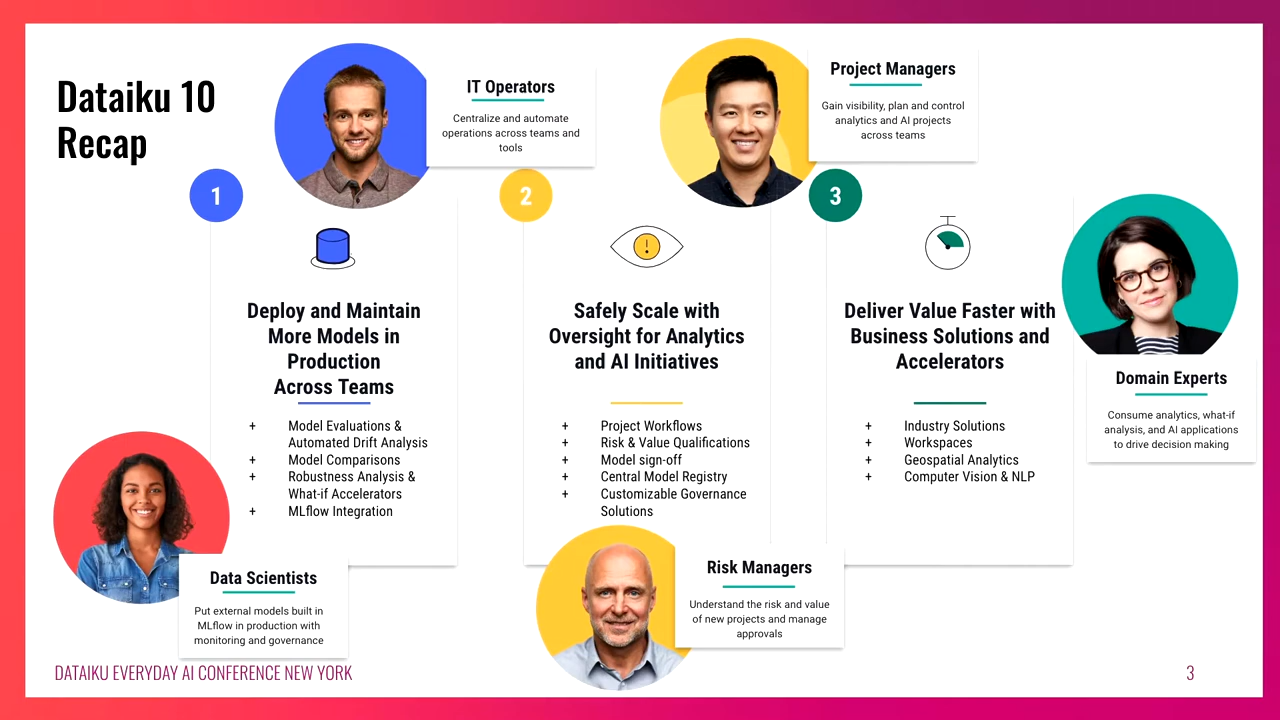 Dataiku 10
Recap
IT Operators
Centralize and automate
operations across teams and
tools
Project Managers
Gain visibility, plan and control
analytics and AI projects
across teams
1
Deploy and Maintain
More Models in
Production
Across Teams
+ Model Evaluations &
Automated Drift Analysis
+ Model Comparisons
+ Robustness Analysis &
What-if Accelerators
+ MLflow Integration
2
Safely Scale with
Oversight for Analytics
and AI Initiatives
+ Project Workflows
+ Risk & Value Qualifications
+ Model sign-off
+ Central Model Registry
+ Customizable Governance
Solutions
3
Deliver Value Faster with
Business Solutions and
Accelerators
+ Industry Solutions
+ Workspaces
+ Geospatial Analytics
+ Computer Vision & NLP
Domain Experts
Consume analytics, what-if
analysis, and AI applications
to drive decision making
Data Scientists
Put external models built in
MLflow in production with
monitoring and governance
Risk Managers
Understand the risk and value
of new projects and manage
approvals
DATAIKU EVERYDAY AI CONFERENCE NEW YORK
3